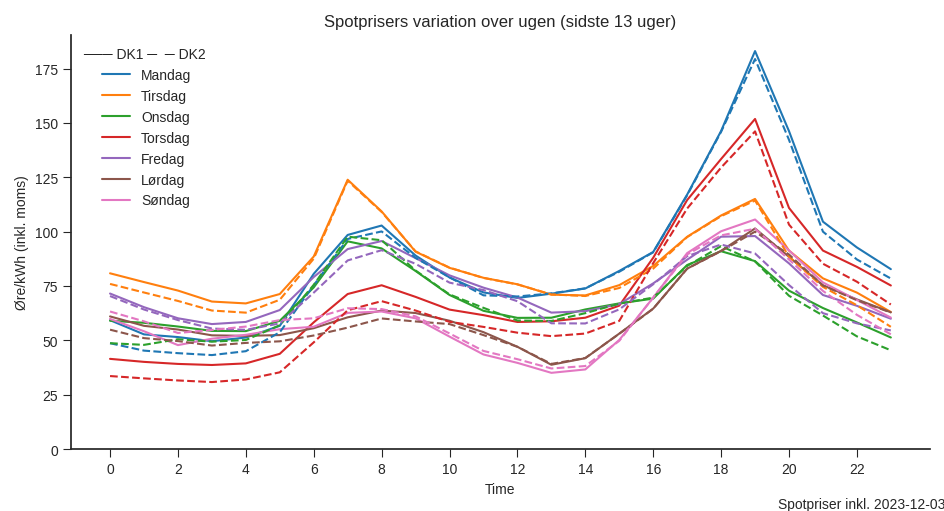 Spotprisers variation over ugen (sidste 13 uger)
DK1 DK2
Mandag
Tirsdag
Onsdag
Torsdag
Fredag
Lørdag
Søndag
Øre/kWh (inkl. moms)
175
150
125
100
75
50
25
0
0 2 4 6 8 10 12 14 16 18 20 22
Time
Spotpriser inkl. 2023-12-03